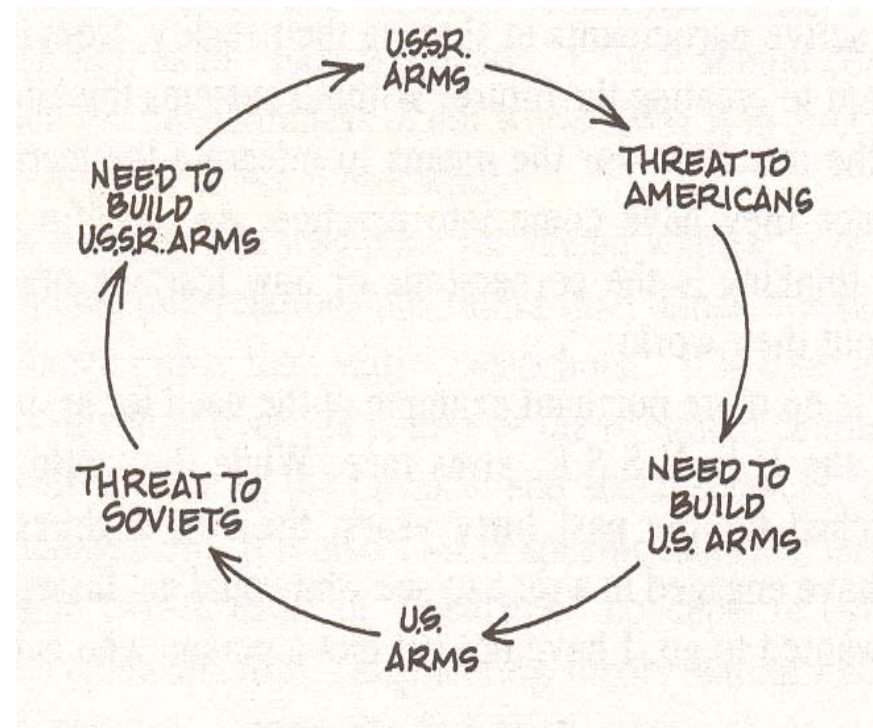 U.S.S.R.
ARMS
THREAT TO
AMERICANS
NEED TO
BUILD
U.S. ARMS
U.S.
ARMS
THREAT TO
SOVIETS
NEED TO
BUILD
U.S.S.R. ARMS